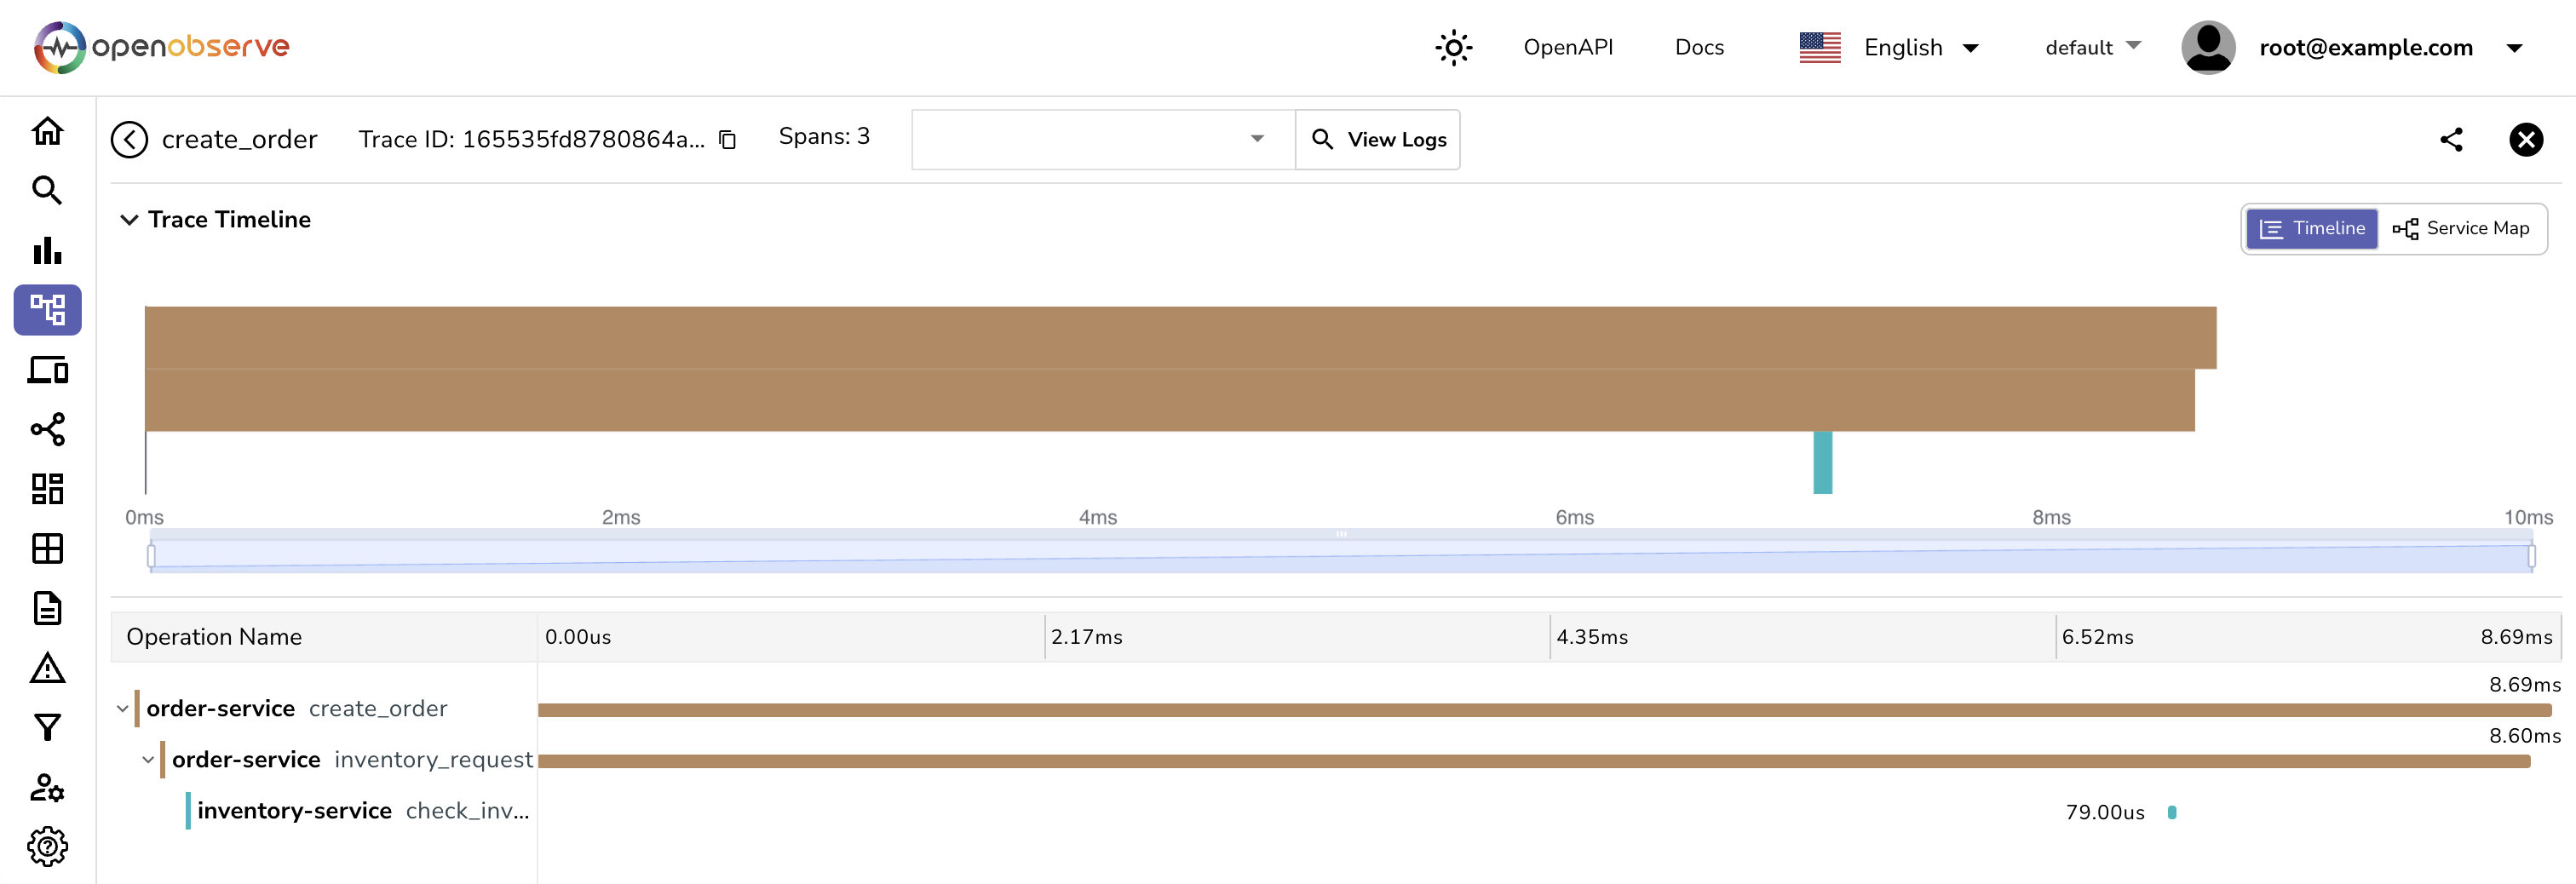 openobserve
OpenAPI
Docs
English
default
root@example.com
create_order
Trace ID: 165535fd8780864a...
Spans: 3
View Logs
Trace Timeline
Timeline
Service Map
0ms 2ms 4ms 6ms 8ms 10ms
Operation Name 0.00us 2.17ms 4.35ms 6.52ms 8.69ms
8.69ms
order-service create_order
8.60ms
order-service inventory_request
inventory-service check_inv... 79.00us